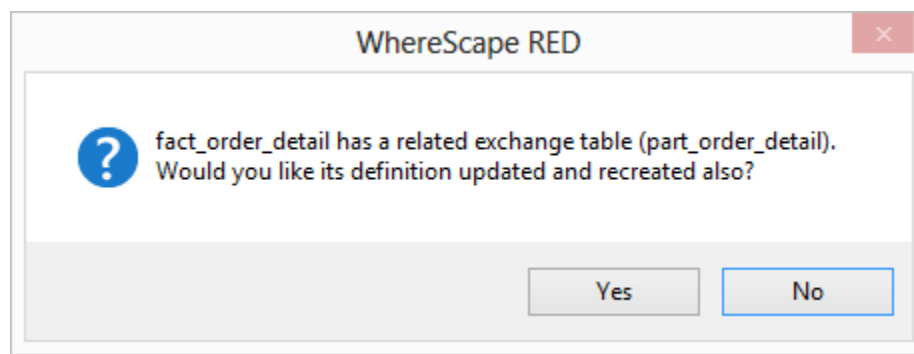 WhereScape RED
fact_order_detail has a related exchange table (part_order_detail).
Would you like its definition updated and recreated also?
Yes
No